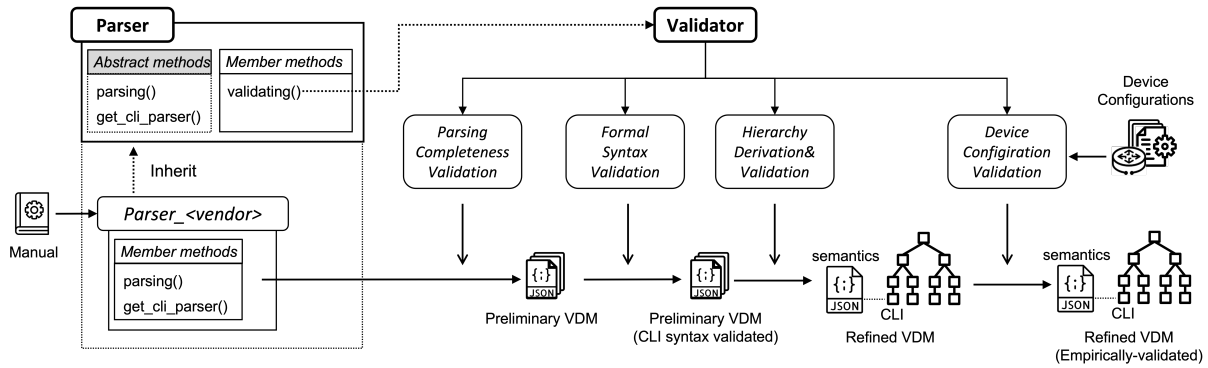 Parser
Abstract methods
parsing()
get_cli_parser()
Member methods
validating()
Inherit
Manual
Parser_<vendor>
Member methods
parsing()
get_cli_parser()
Validator
Parsing
Completeness
Validation
Formal
Syntax
Validation
Hierarchy
Derivation&
Validation
Device
Configiration
Validation
Device
Configurations
{;}
JSON
Preliminary VDM
{;}
JSON
Preliminary VDM
(CLI syntax validated)
semantics
{;}
JSON
CLI
Refined VDM
semantics
{;}
JSON
CLI
Refined VDM
(Empirically-validated)